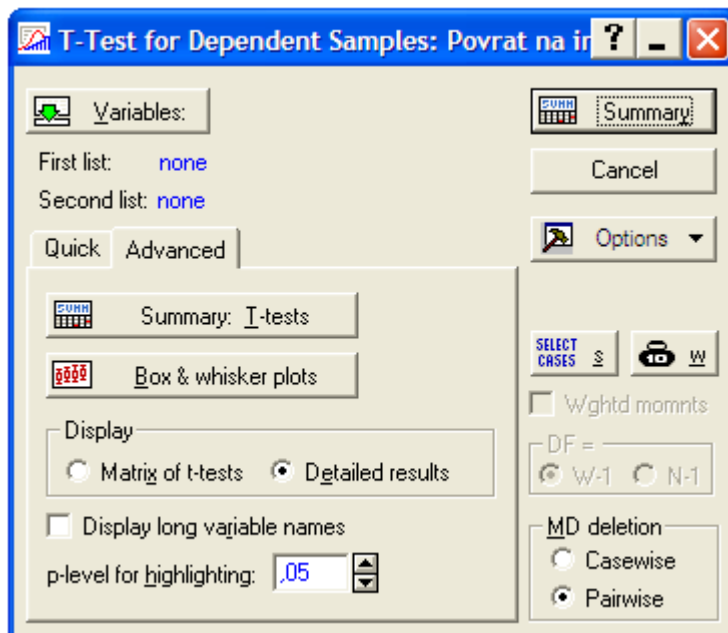 T-Test for Dependent Samples: Povrat na in
Variables:
First list: none
Second list: none
Quick
Advanced
Summary: T-tests
Box & whisker plots
Display
Matrix of t-tests
Detailed results
Display long variable names
p-level for highlighting: ,05
Summary
Cancel
Options
SELECT CASES S
W
Wghtd momnts
DF =
W-1
N-1
MD deletion
Casewise
Pairwise